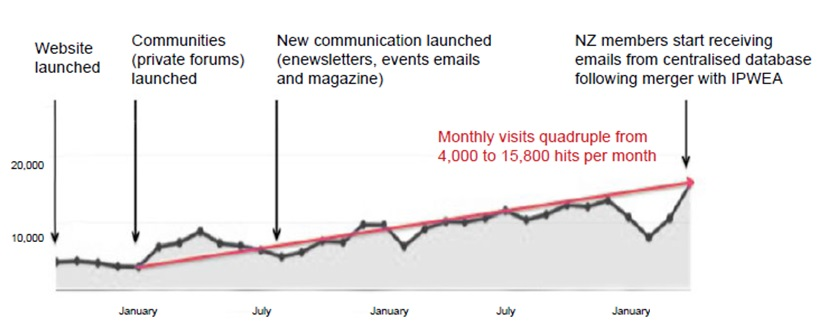 Website
launched
Communities
(private forums)
launched
New communication launched
(enewsletters, events emails
and magazine)
NZ members start receiving
emails from centralised database
following merger with IPWEA
Monthly visits quadruple from
4,000 to 15,800 hits per month
20,000
10,000
January
July
January
July
January